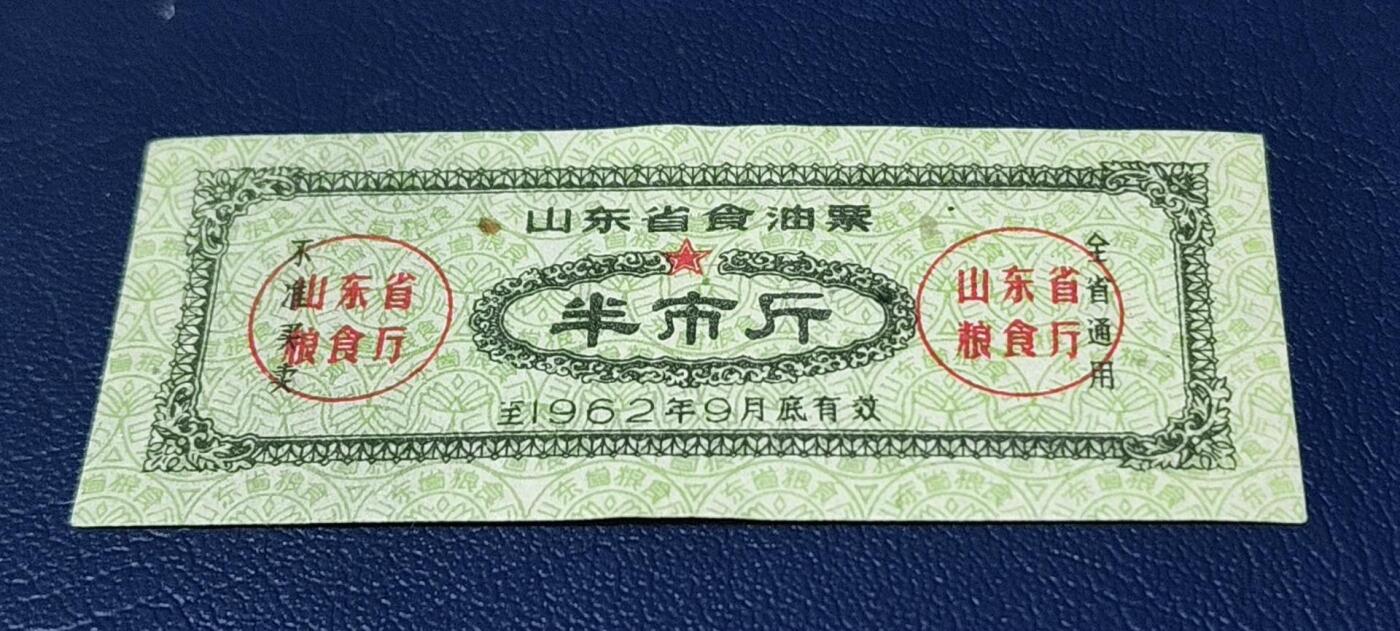 山东省食油票
不准买卖
山东省
粮食厅
半市斤
山东省
粮食厅
全省通用
至1962年9月底有效